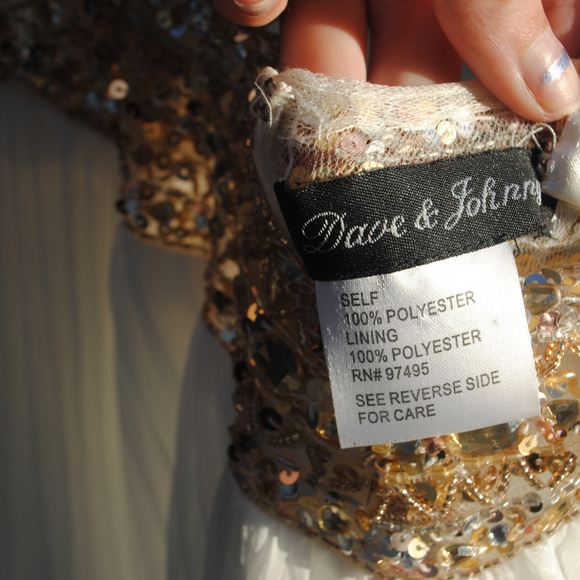 Dave & Johnny
SELF
100% POLYESTER
LINING
100% POLYESTER
RN# 97495
SEE REVERSE SIDE
FOR CARE